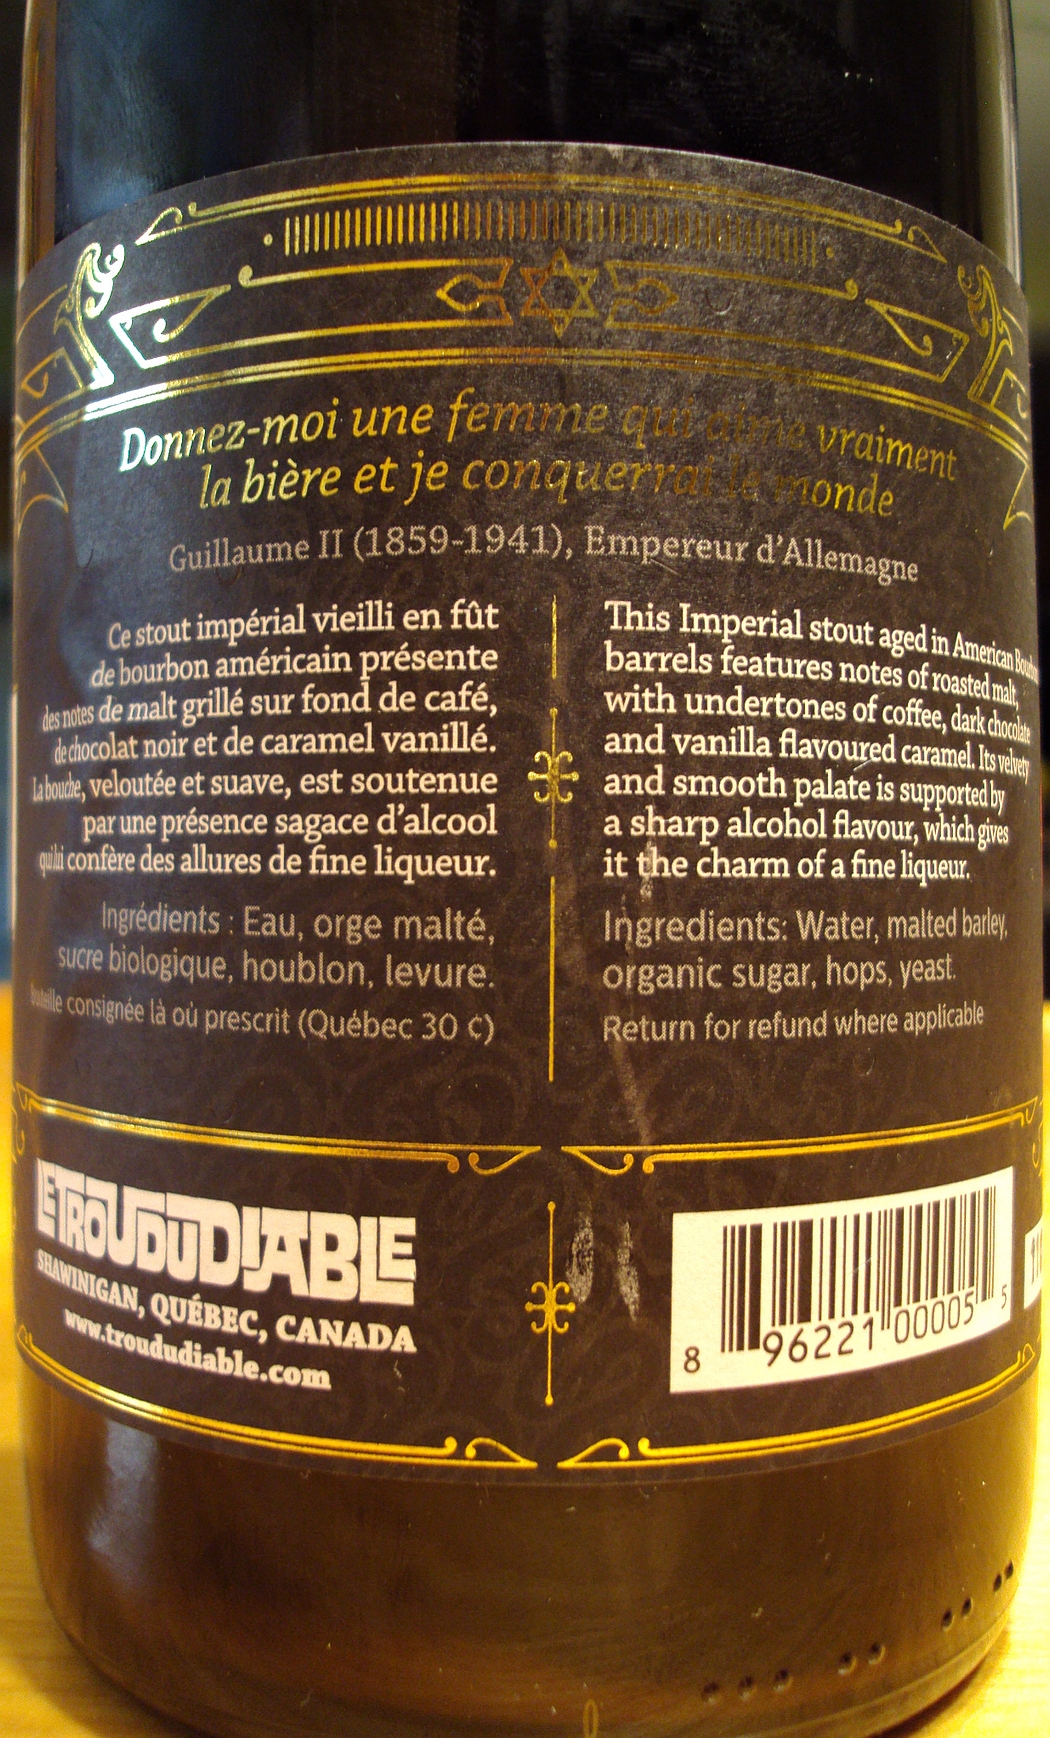 Donnez-moi une femme qui aime vraiment
la bière et je conquerrai le monde
Guillaume II (1859-1941), Empereur d'Allemagne
Ce stout impérial vieilli en fût
de bourbon américain présente
des notes de malt grillé sur fond de café,
de chocolat noir et de caramel vanillé.
La bouche, veloutée et suave, est soutenue
par une présence sagace d'alcool
qui lui confère des allures de fine liqueur.
Ingrédients : Eau, orge malté,
sucre biologique, houblon, levure.
bouteille consignée là où prescrit (Québec 30 ¢)
This Imperial stout aged in American Bourbon
barrels features notes of roasted malt,
with undertones of coffee, dark chocolate
and vanilla flavoured caramel. Its velvety
and smooth palate is supported by
a sharp alcohol flavour, which gives
it the charm of a fine liqueur.
Ingredients: Water, malted barley,
organic sugar, hops, yeast.
Return for refund where applicable
LE TROU DU DIABLE
SHAWINIGAN, QUÉBEC, CANADA
www.troududiable.com
8 96221 00005 5